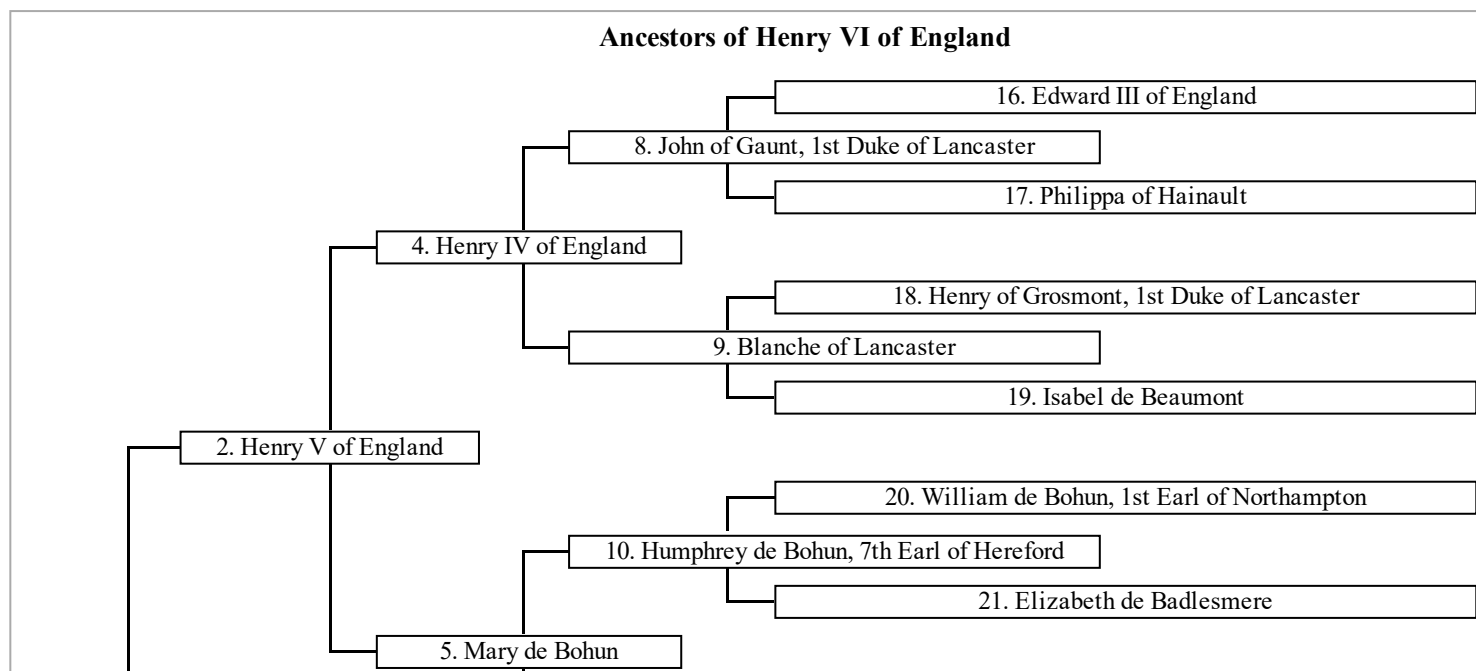 Ancestors of Henry VI of England
16. Edward III of England
8. John of Gaunt, 1st Duke of Lancaster
17. Philippa of Hainault
4. Henry IV of England
18. Henry of Grosmont, 1st Duke of Lancaster
9. Blanche of Lancaster
19. Isabel de Beaumont
2. Henry V of England
20. William de Bohun, 1st Earl of Northampton
10. Humphrey de Bohun, 7th Earl of Hereford
21. Elizabeth de Badlesmere
5. Mary de Bohun